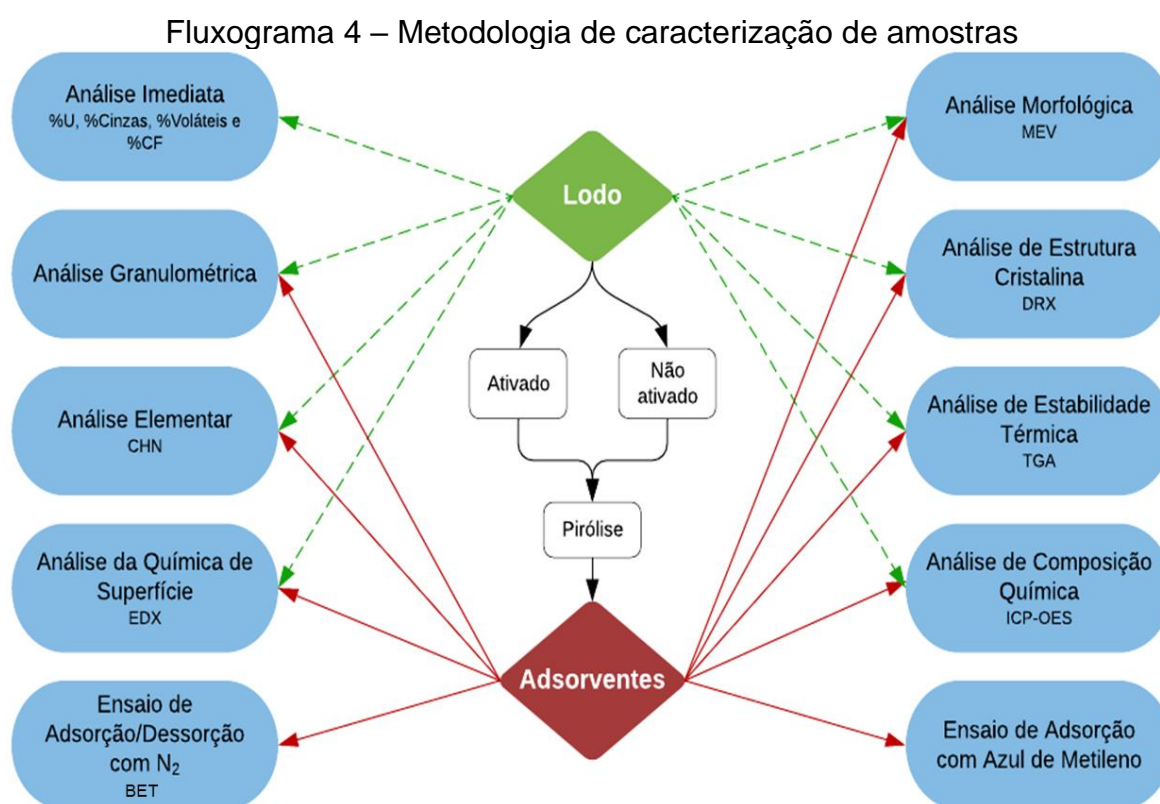 Fluxograma 4 – Metodologia de caracterização de amostras
Análise Imediata
%U, %Cinzas, %Voláteis e
%CF
Análise Granulométrica
Análise Elementar
CHN
Análise da Química de
Superfície
EDX
Ensaio de
Adsorção/Dessorção
com N₂
BET
Lodo
Ativado
Não
ativado
Pirólise
Adsorventes
Análise Morfológica
MEV
Análise de Estrutura
Cristalina
DRX
Análise de Estabilidade
Térmica
TGA
Análise de Composição
Química
ICP-OES
Ensaio de Adsorção
com Azul de Metileno